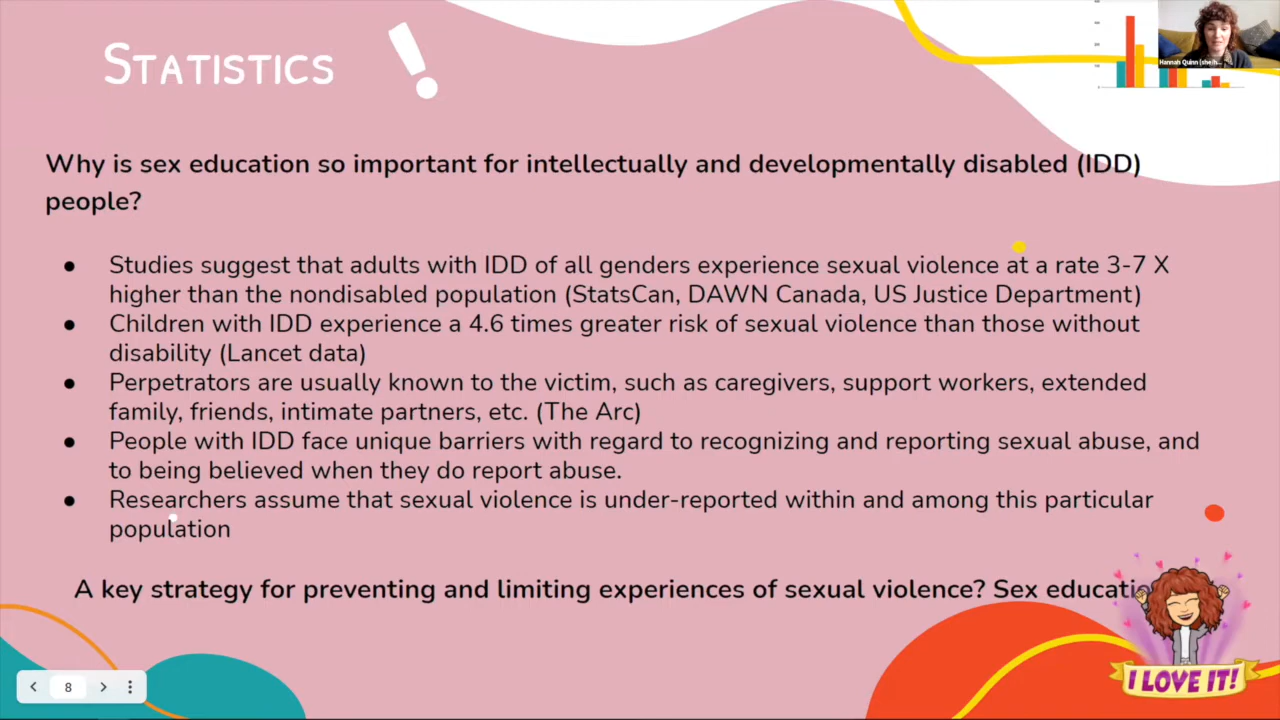 STATISTICS
!
Hannah Quinn (she/h...
Why is sex education so important for intellectually and developmentally disabled (IDD)
people?
● Studies suggest that adults with IDD of all genders experience sexual violence at a rate 3-7 X
higher than the nondisabled population (StatsCan, DAWN Canada, US Justice Department)
● Children with IDD experience a 4.6 times greater risk of sexual violence than those without
disability (Lancet data)
● Perpetrators are usually known to the victim, such as caregivers, support workers, extended
family, friends, intimate partners, etc. (The Arc)
● People with IDD face unique barriers with regard to recognizing and reporting sexual abuse, and
to being believed when they do report abuse.
● Researchers assume that sexual violence is under-reported within and among this particular
population
A key strategy for preventing and limiting experiences of sexual violence? Sex educati
I LOVE IT!
8